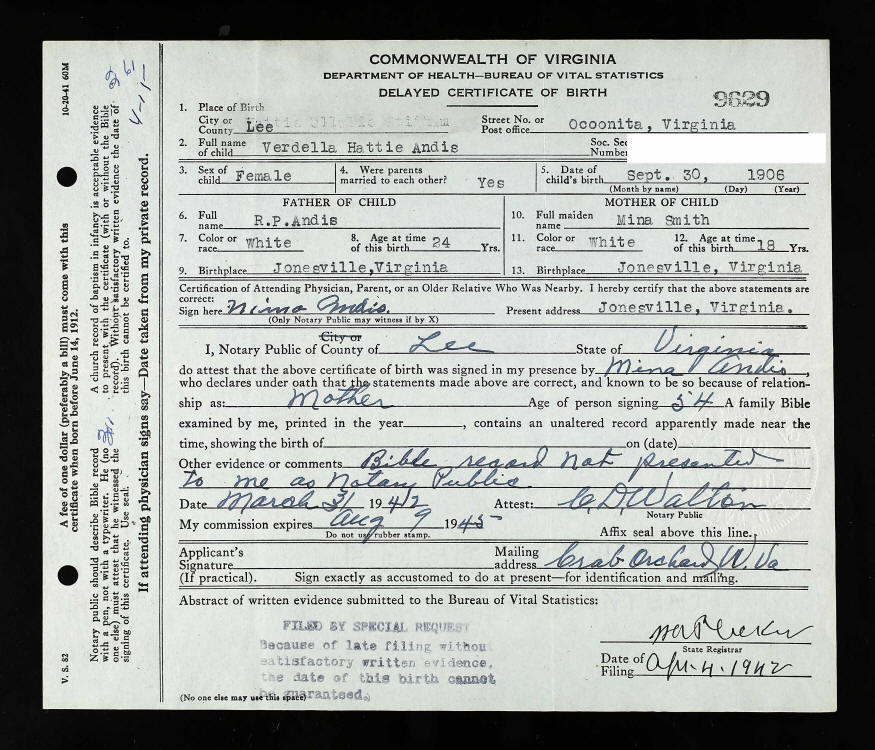 COMMONWEALTH OF VIRGINIA
DEPARTMENT OF HEALTH—BUREAU OF VITAL STATISTICS
DELAYED CERTIFICATE OF BIRTH
9629
1. Place of Birth
City or County Lee Street No. or Post office Ocoonita, Virginia
2. Full name of child Verdella Hattie Andis Soc. Sec Number
3. Sex of child Female 4. Were parents married to each other? Yes 5. Date of child's birth Sept. 30, 1906
(Month by name) (Day) (Year)
FATHER OF CHILD MOTHER OF CHILD
6. Full name R.P.Andis 10. Full maiden name Mina Smith
7. Color or race White 8. Age at time of this birth 24 Yrs. 11. Color or race White 12. Age at time of this birth 18 Yrs.
9. Birthplace Jonesville,Virginia 13. Birthplace Jonesville, Virginia
Certification of Attending Physician, Parent, or an Older Relative Who Was Nearby. I hereby certify that the above statements are
correct:
Sign here Mina Andis. Present address Jonesville, Virginia.
(Only Notary Public may witness if by X)
City or
I, Notary Public of County of Lee State of Virginia
do attest that the above certificate of birth was signed in my presence by Mina Andis,
who declares under oath that the statements made above are correct, and known to be so because of relation-
ship as: Mother Age of person signing 54 A family Bible
examined by me, printed in the year , contains an unaltered record apparently made near the
time, showing the birth of on (date)
Other evidence or comments Bible record not presented
to me as Notary Public
Date March 31 1942 Attest: C D Walton
Notary Public
My commission expires Aug 9 1945 Affix seal above this line.
Do not use rubber stamp.
Applicant's Signature Mailing address Crab Orchard W. Va
(If practical). Sign exactly as accustomed to do at present—for identification and mailing.
Abstract of written evidence submitted to the Bureau of Vital Statistics:
FILED BY SPECIAL REQUEST
Because of late filing withou
satisfactory written evidence,
the date of this birth cannot
be guaranteed.
(No one else may use this space)
State Registrar
Date of Filing Apr. 4. 1942
V. S. 82 10-20-41 60M
A fee of one dollar (preferably a bill) must come with this
certificate when born before June 14, 1912.
Notary public should describe Bible record A church record of baptism in infancy is acceptable evidence
with a pen, not with a typewriter. He (no to present with the certificate (with or without the Bible
one else) must attest that he witnessed the record). Without satisfactory written evidence the date of
signing of this certificate. Use seal. this birth cannot be certified to.
If attending physician signs say—Date taken from my private record.